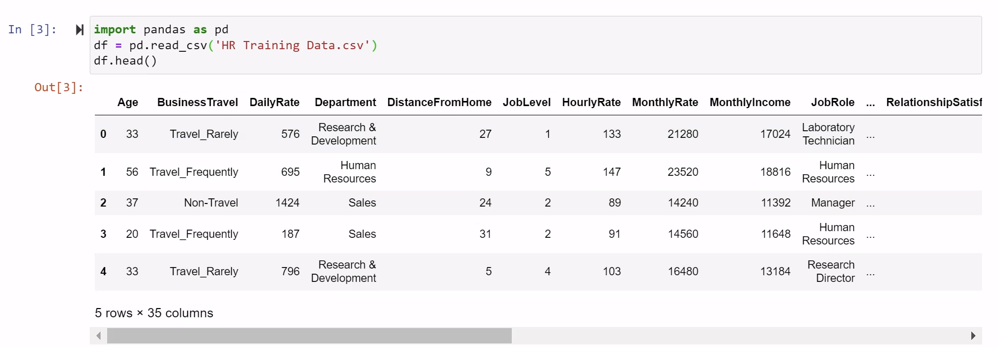 In [3]:
import pandas as pd
df = pd.read_csv('HR Training Data.csv')
df.head()
Out[3]:
Age BusinessTravel DailyRate Department DistanceFromHome JobLevel HourlyRate MonthlyRate MonthlyIncome JobRole ... RelationshipSatisf
0 33 Travel_Rarely 576 Research & Development 27 1 133 21280 17024 Laboratory Technician ...
1 56 Travel_Frequently 695 Human Resources 9 5 147 23520 18816 Human Resources ...
2 37 Non-Travel 1424 Sales 24 2 89 14240 11392 Manager ...
3 20 Travel_Frequently 187 Sales 31 2 91 14560 11648 Human Resources ...
4 33 Travel_Rarely 796 Research & Development 5 4 103 16480 13184 Research Director ...
5 rows × 35 columns